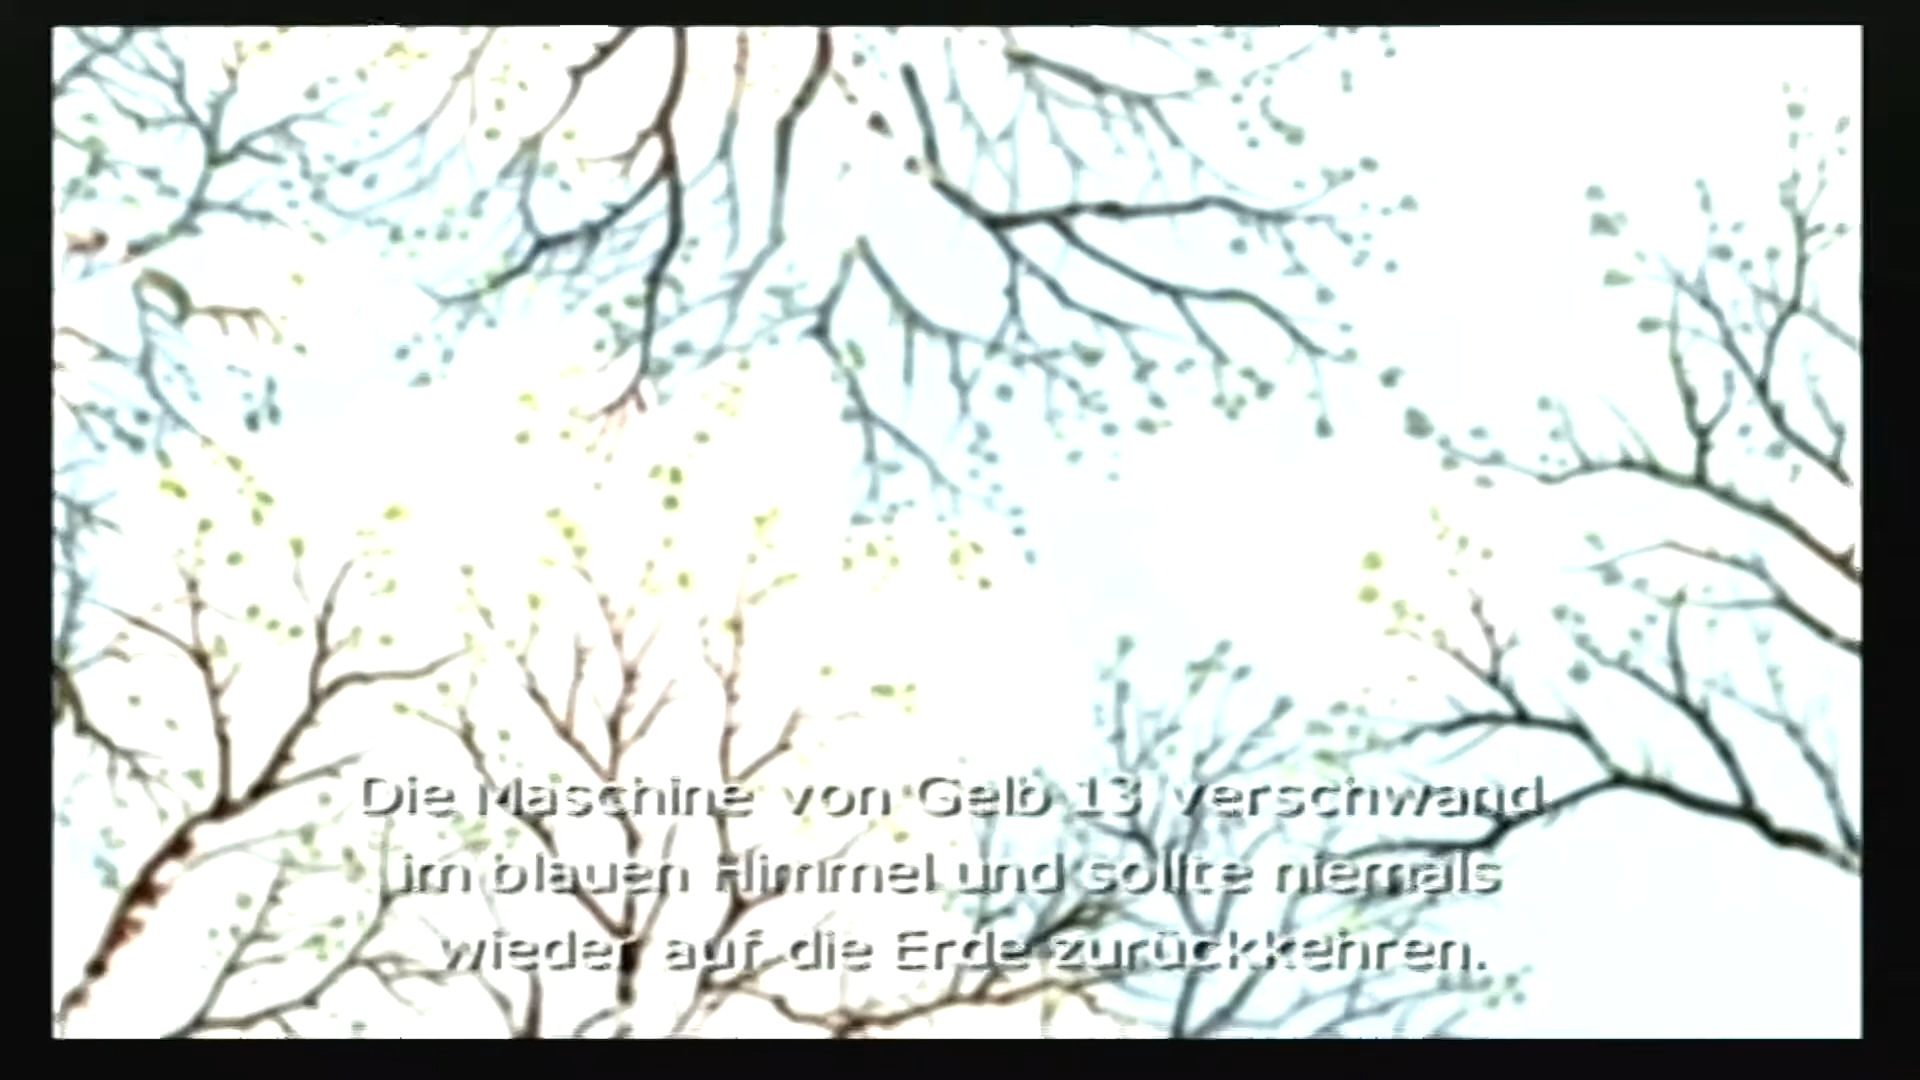 Die Maschine von Gelb 13 verschwand
im blauen Himmel und sollte niemals
wieder auf die Erde zurückkehren.